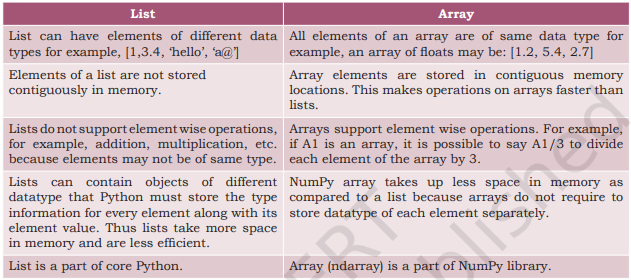 List
Array
List can have elements of different data
types for example, [1,3.4, ‘hello’, ‘a@’]
All elements of an array are of same data type for
example, an array of floats may be: [1.2, 5.4, 2.7]
Elements of a list are not stored
contiguously in memory.
Array elements are stored in contiguous memory
locations. This makes operations on arrays faster than
lists.
Lists do not support element wise operations,
for example, addition, multiplication, etc.
because elements may not be of same type.
Arrays support element wise operations. For example,
if A1 is an array, it is possible to say A1/3 to divide
each element of the array by 3.
Lists can contain objects of different
datatype that Python must store the type
information for every element along with its
element value. Thus lists take more space
in memory and are less efficient.
NumPy array takes up less space in memory as
compared to a list because arrays do not require to
store datatype of each element separately.
List is a part of core Python.
Array (ndarray) is a part of NumPy library.